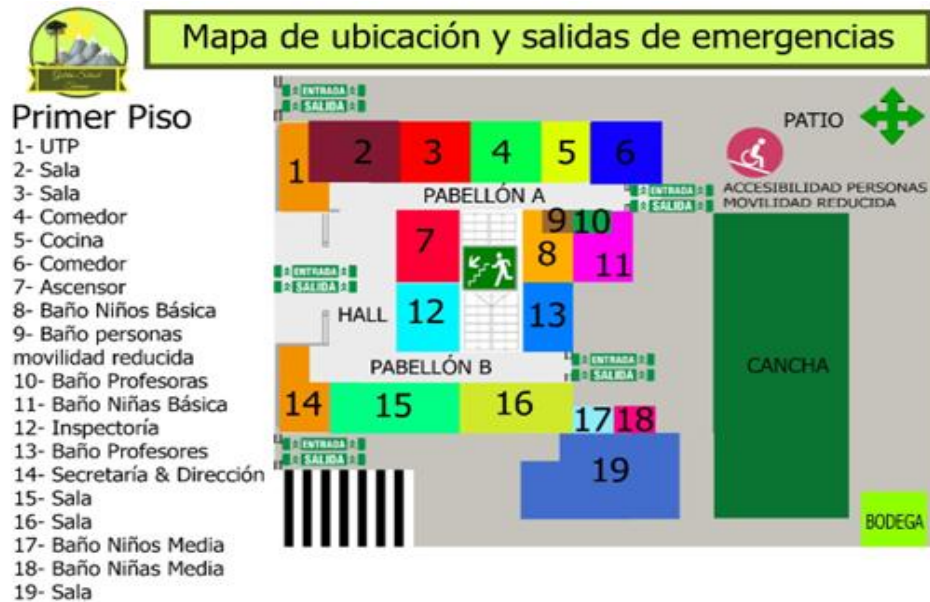 Mapa de ubicación y salidas de emergencias
Primer Piso
1- UTP
2- Sala
3- Sala
4- Comedor
5- Cocina
6- Comedor
7- Ascensor
8- Baño Niños Básica
9- Baño personas
movilidad reducida
10- Baño Profesoras
11- Baño Niñas Básica
12- Inspectoría
13- Baño Profesores
14- Secretaría & Dirección
15- Sala
16- Sala
17- Baño Niños Media
18- Baño Niñas Media
19- Sala
ENTRADA
SALIDA
PATIO
1
2
3
4
5
6
PABELLÓN A
ENTRADA
SALIDA
ACCESIBILIDAD PERSONAS
MOVILIDAD REDUCIDA
7
9
10
8
11
ENTRADA
SALIDA
HALL
12
13
PABELLÓN B
ENTRADA
SALIDA
CANCHA
14
15
16
17
18
ENTRADA
SALIDA
19
BODEGA